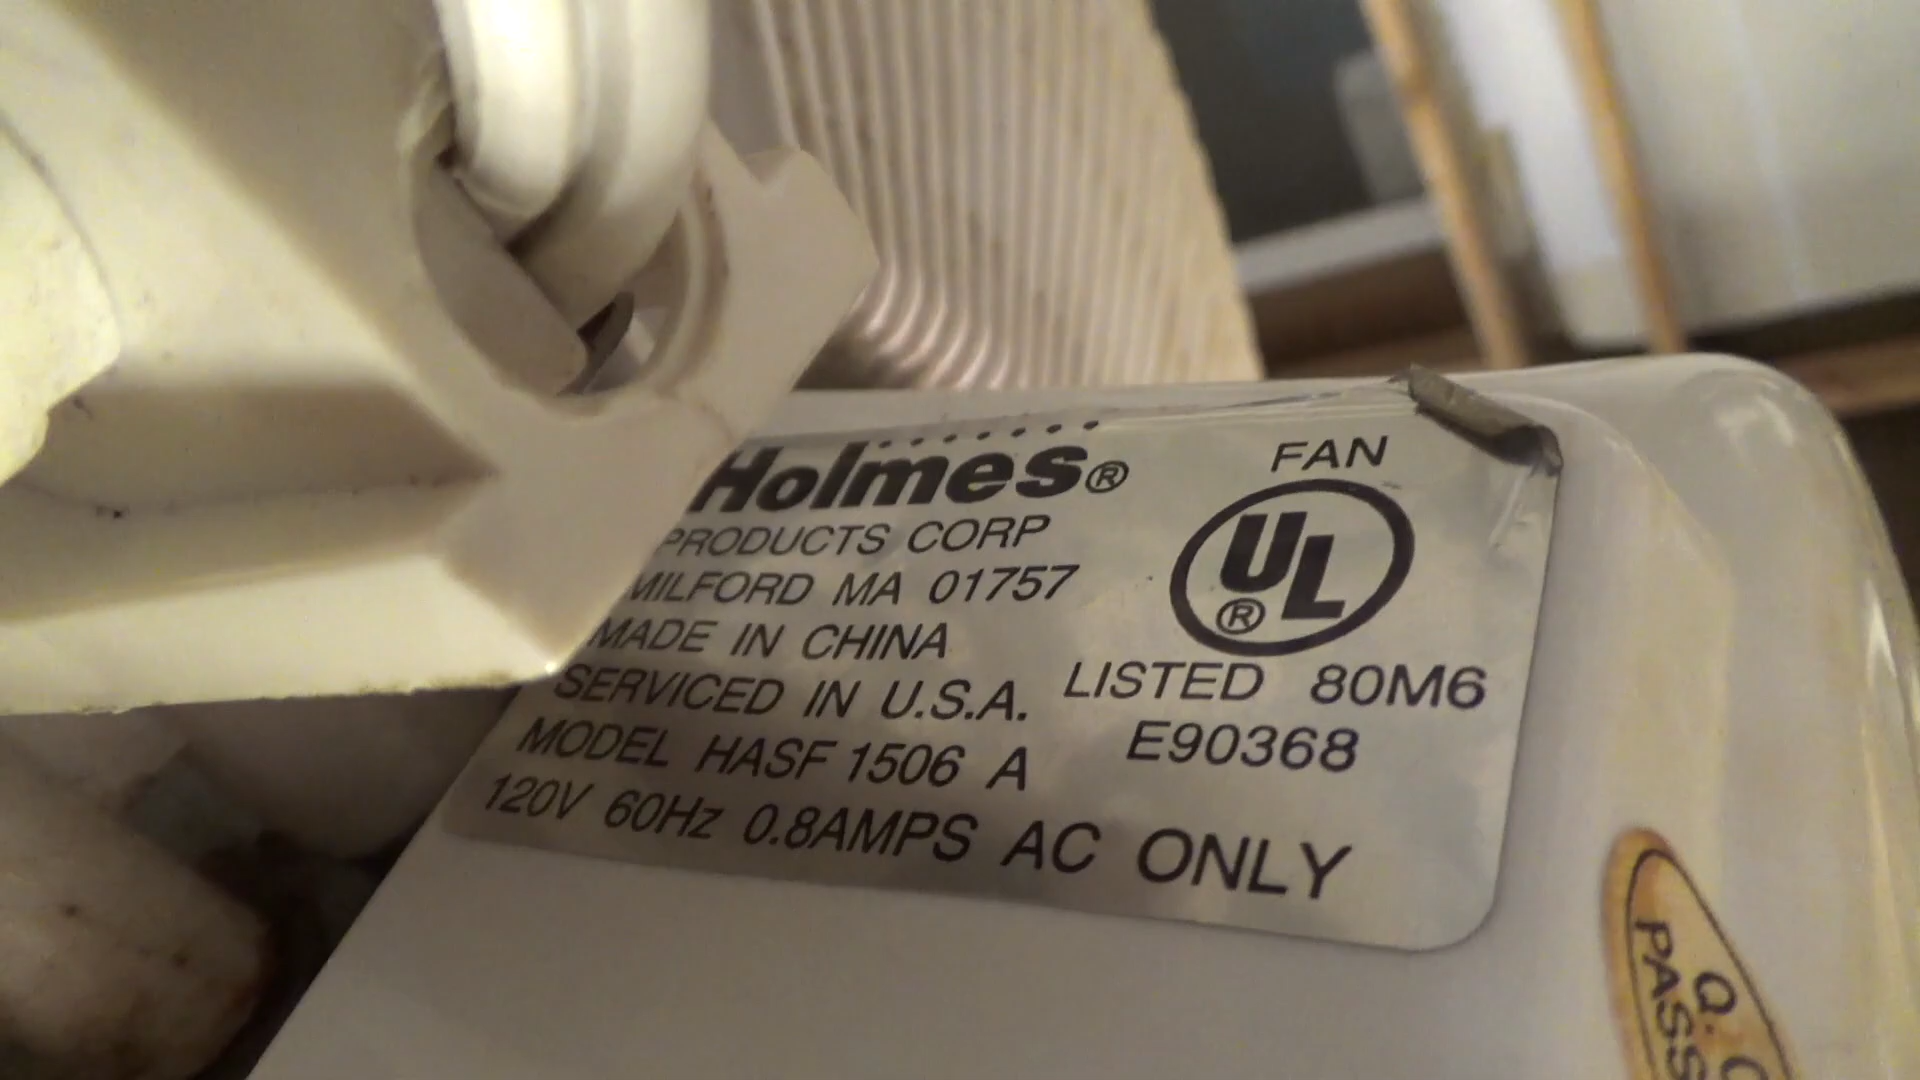 Holmes®
PRODUCTS CORP
MILFORD MA 01757
MADE IN CHINA
SERVICED IN U.S.A.
MODEL HASF 1506 A
120V 60Hz 0.8AMPS AC ONLY
FAN
UL®
LISTED 80M6
E90368
Q.C
PASS